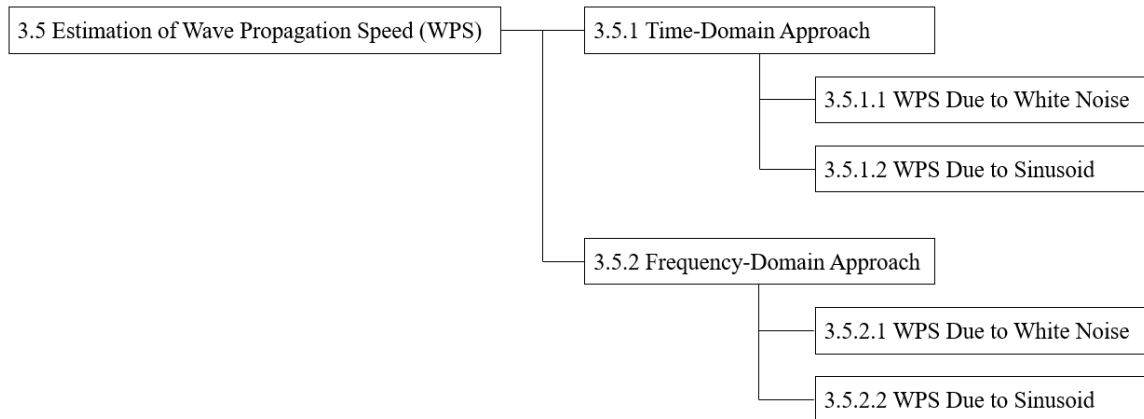 3.5 Estimation of Wave Propagation Speed (WPS)
3.5.1 Time-Domain Approach
3.5.1.1 WPS Due to White Noise
3.5.1.2 WPS Due to Sinusoid
3.5.2 Frequency-Domain Approach
3.5.2.1 WPS Due to White Noise
3.5.2.2 WPS Due to Sinusoid